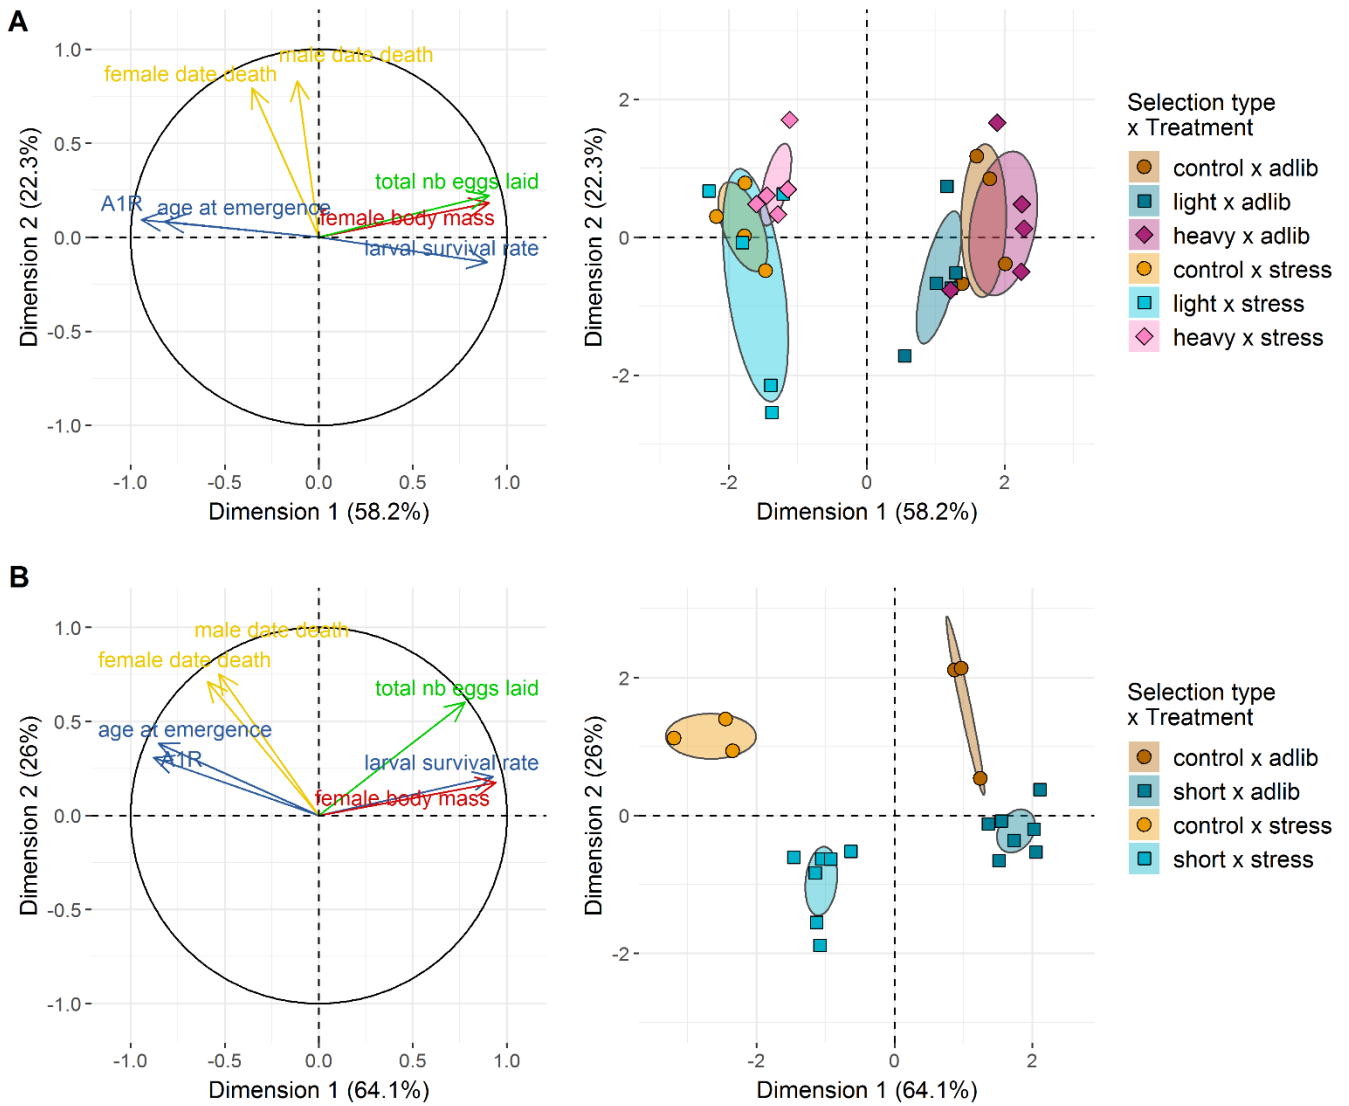 A
1.0
0.5
0.0
-0.5
-1.0
-1.0
-0.5
0.0
0.5
1.0
Dimension 2 (22.3%)
Dimension 1 (58.2%)
male date death
female date death
total nb eggs laid
A1R
age at emergence
female body mass
larval survival rate
2
0
-2
-2
0
2
Dimension 2 (22.3%)
Dimension 1 (58.2%)
Selection type
x Treatment
control x adlib
light x adlib
heavy x adlib
control x stress
light x stress
heavy x stress
B
1.0
0.5
0.0
-0.5
-1.0
-1.0
-0.5
0.0
0.5
1.0
Dimension 2 (26%)
Dimension 1 (64.1%)
male date death
female date death
total nb eggs laid
age at emergence
A1R
larval survival rate
female body mass
2
0
-2
-2
0
2
Dimension 2 (26%)
Dimension 1 (64.1%)
Selection type
x Treatment
control x adlib
short x adlib
control x stress
short x stress